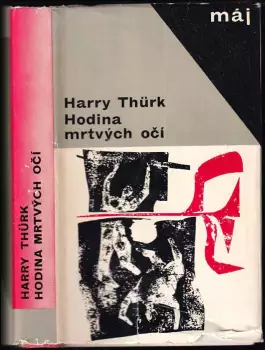 máj
Harry Thürk
Hodina
mrtvých očí
HARRY THÜRK
HODINA MRTVÝCH OČÍ